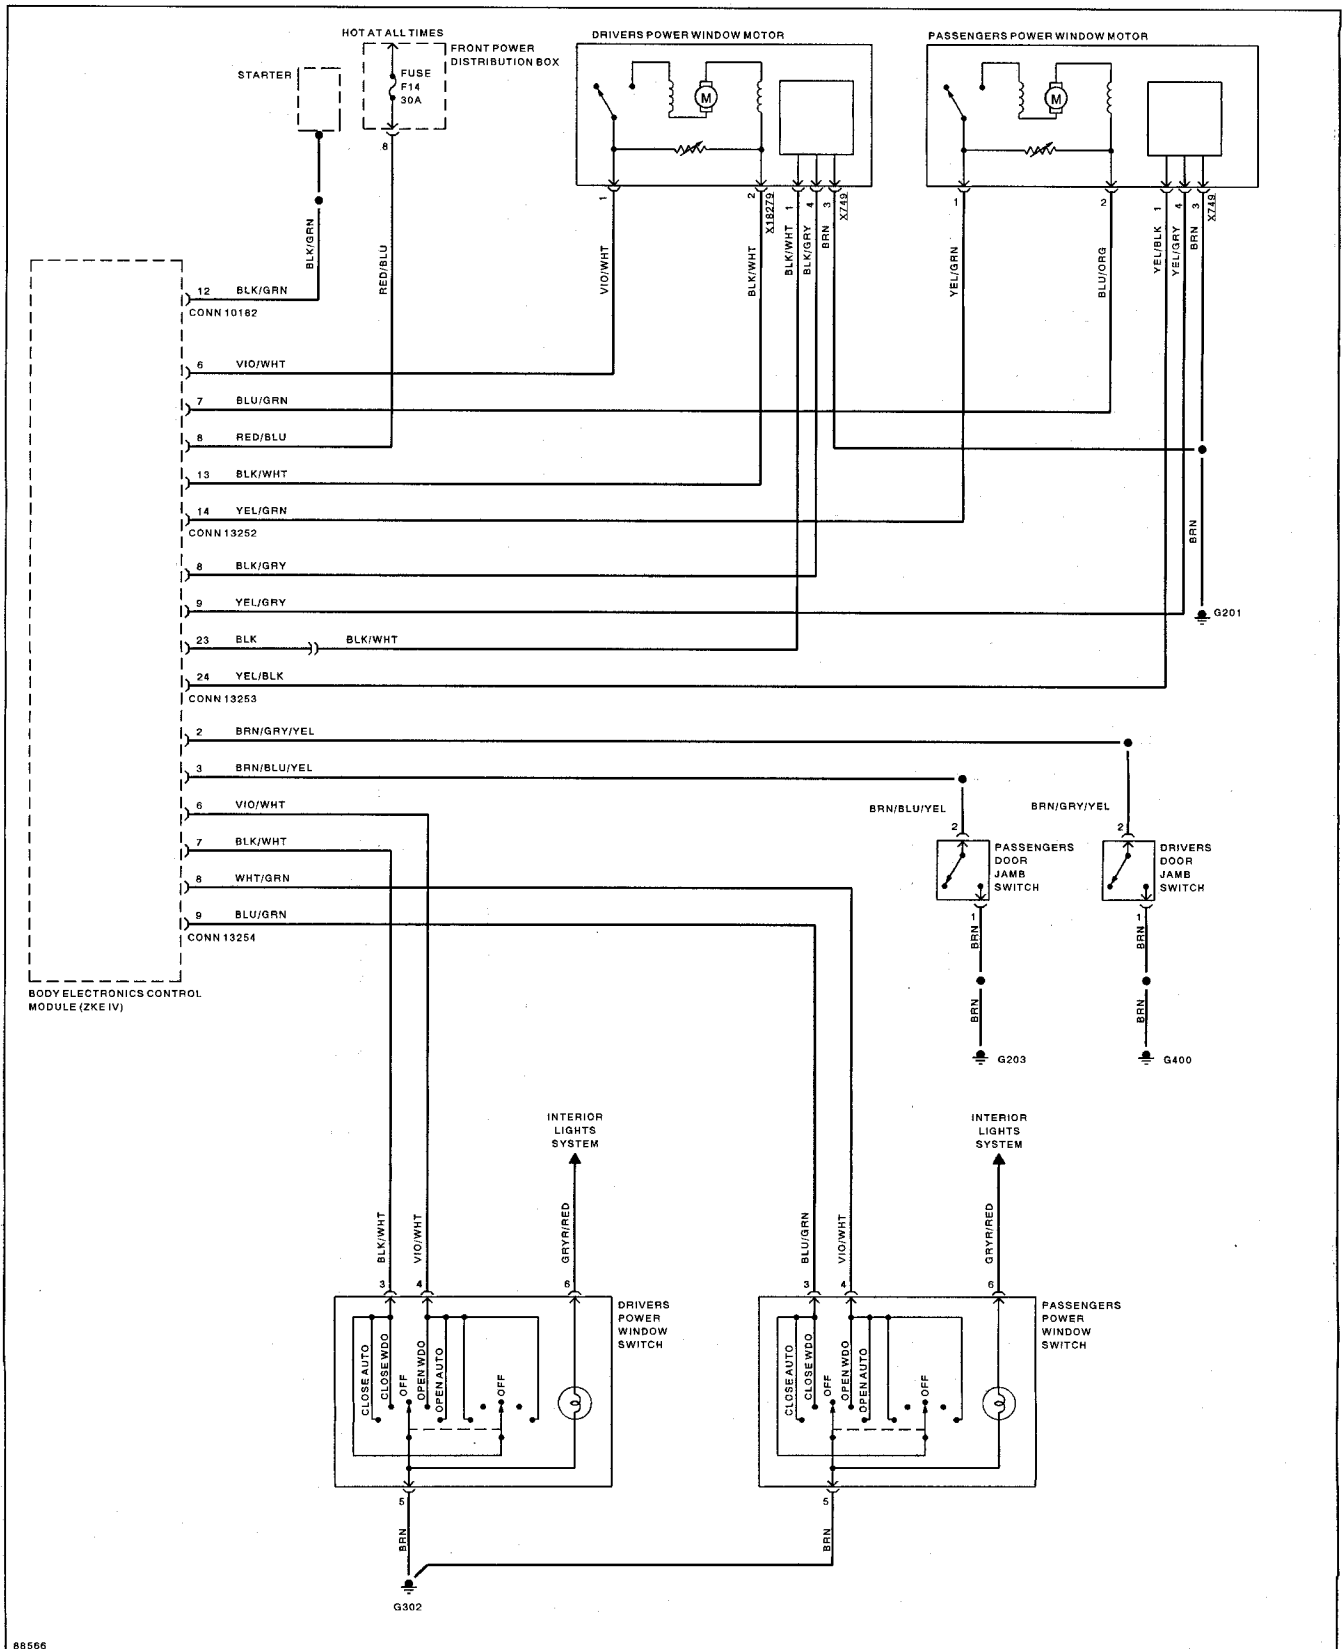 HOT AT ALL TIMES
DRIVERS POWER WINDOW MOTOR
PASSENGERS POWER WINDOW MOTOR
FRONT POWER
DISTRIBUTION BOX
STARTER
FUSE
F14
30A
M
M
8
1
2
X18279
1
4
3
X749
1
2
1
4
3
X749
BLK/GRN
RED/BLU
VIO/WHT
BLK/WHT
BLK/WHT
BLK/GRY
BRN
YEL/GRN
BLU/ORG
YEL/BLK
YEL/GRY
BRN
12 BLK/GRN
CONN 10182
6 VIO/WHT
7 BLU/GRN
8 RED/BLU
13 BLK/WHT
14 YEL/GRN
CONN 13252
BRN
8 BLK/GRY
9 YEL/GRY
G201
23 BLK BLK/WHT
24 YEL/BLK
CONN 13253
2 BRN/GRY/YEL
3 BRN/BLU/YEL
6 VIO/WHT
BRN/BLU/YEL
BRN/GRY/YEL
7 BLK/WHT
2
2
PASSENGERS
DOOR
JAMB
SWITCH
DRIVERS
DOOR
JAMB
SWITCH
8 WHT/GRN
9 BLU/GRN
CONN 13254
1
BRN
1
BRN
BODY ELECTRONICS CONTROL
MODULE (ZKE IV)
BRN
BRN
G203
G400
INTERIOR
LIGHTS
SYSTEM
INTERIOR
LIGHTS
SYSTEM
BLK/WHT
VIO/WHT
GRYR/RED
BLU/GRN
VIO/WHT
GRYR/RED
3
4
6
3
4
6
DRIVERS
POWER
WINDOW
SWITCH
PASSENGERS
POWER
WINDOW
SWITCH
CLOSE AUTO
CLOSE WDO
OFF
OPEN WDO
OPEN AUTO
OFF
CLOSE AUTO
CLOSE WDO
OFF
OPEN WDO
OPEN AUTO
OFF
5
5
BRN
BRN
G302
88566